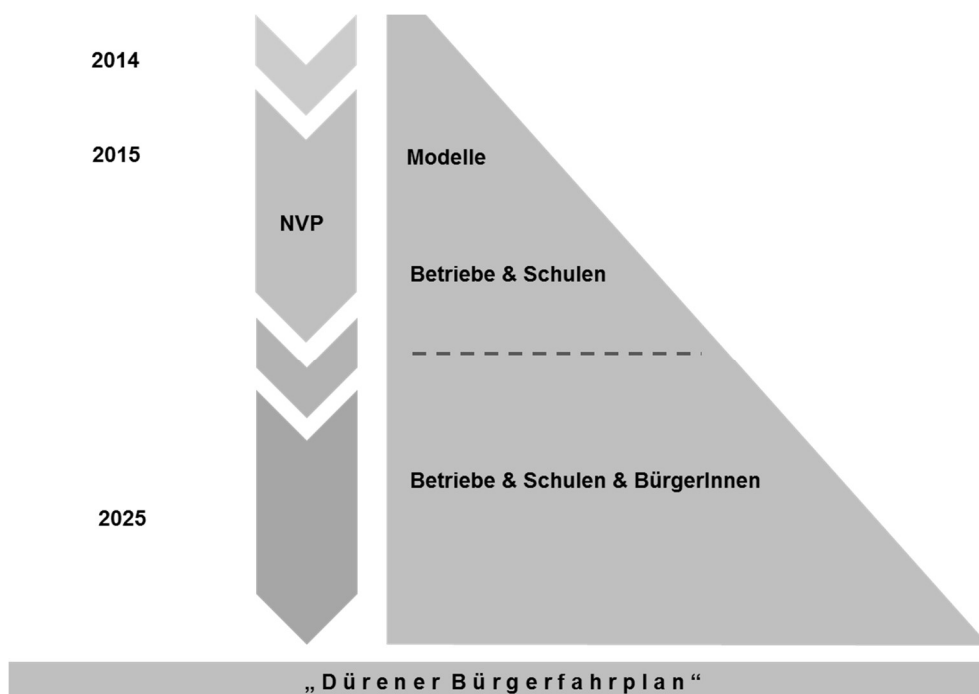 2014
2015
Modelle
NVP
Betriebe & Schulen
Betriebe & Schulen & BürgerInnen
2025
„Dürener Bürgerfahrplan“